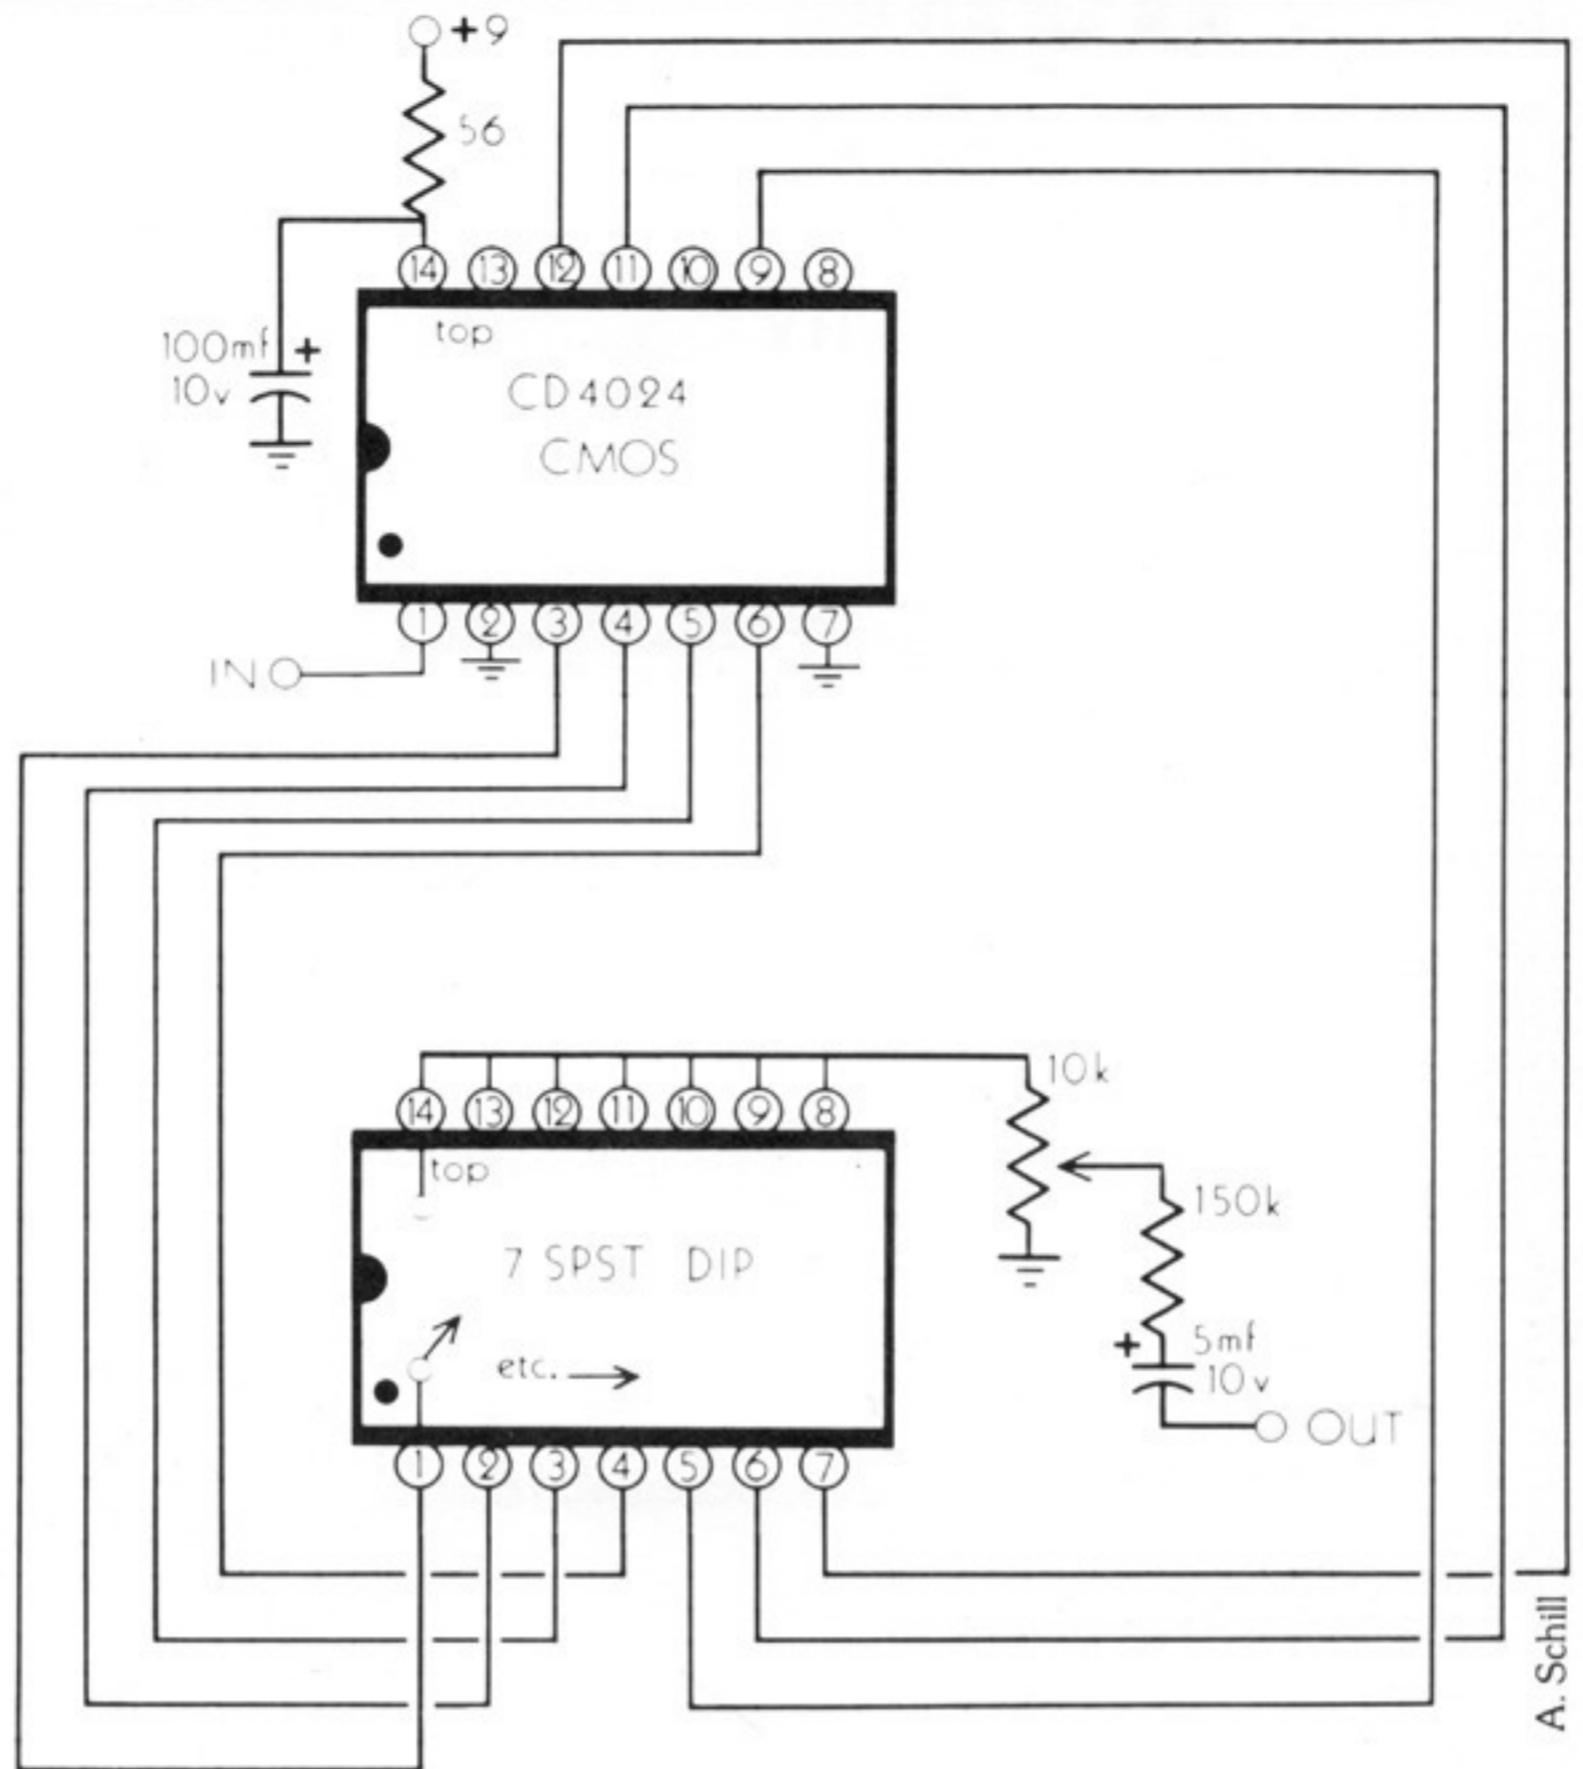 +9
56
14 13 12 11 10 9 8
top
100mf +
10v
CD4024
CMOS
1 2 3 4 5 6 7
IN
10k
14 13 12 11 10 9 8
top
150k
7 SPST DIP
+ 5mf
10v
etc.
OUT
1 2 3 4 5 6 7
A. Schill